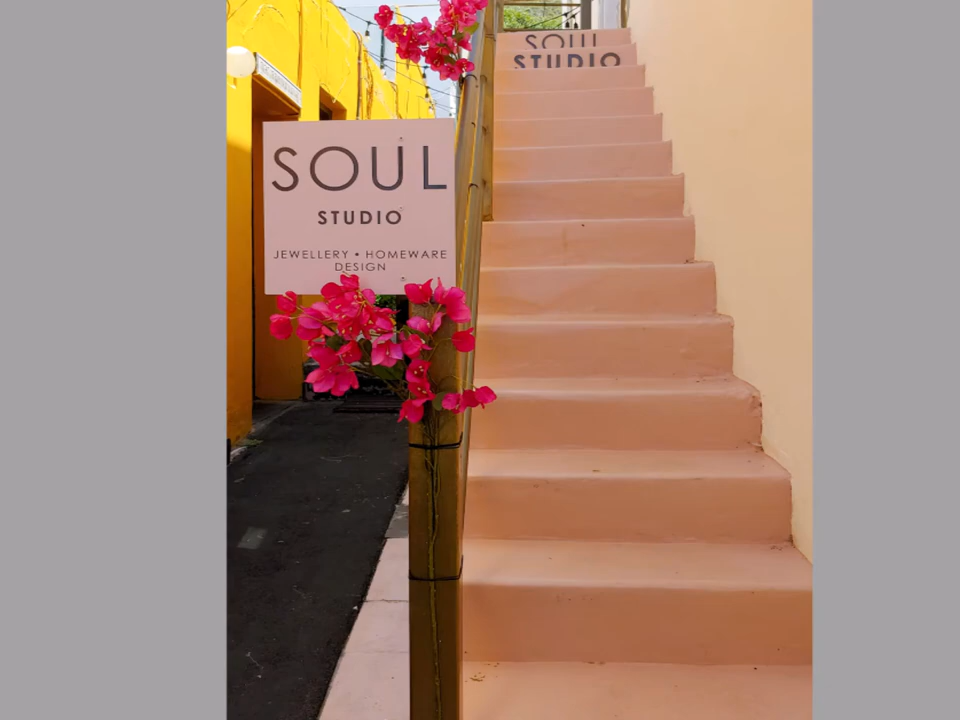 SOUL
STUDIO
SOUL
STUDIO
JEWELLERY • HOMEWARE
DESIGN